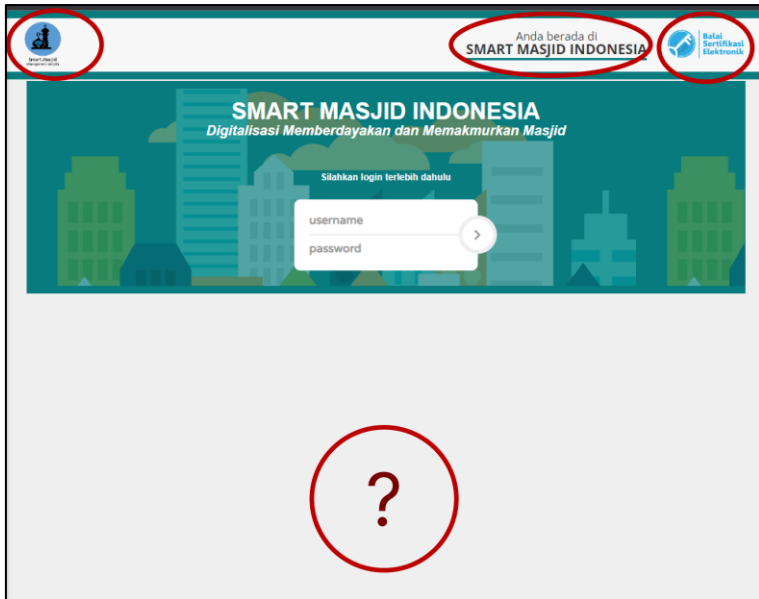 Smart Masjid
Anda berada di
SMART MASJID INDONESIA
Balai
Sertifikasi
Elektronik
SMART MASJID INDONESIA
Digitalisasi Memberdayakan dan Memakmurkan Masjid
Silahkan login terlebih dahulu
username
password
?